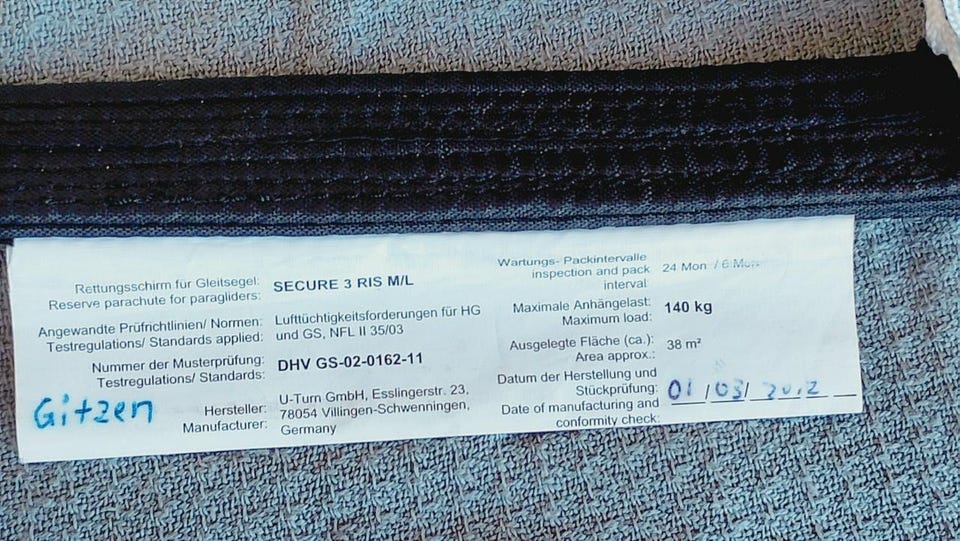 Rettungsschirm für Gleitsegel:
Reserve parachute for paragliders:
SECURE 3 RIS M/L
Angewandte Prüfrichtlinien/ Normen:
Testregulations/ Standards applied:
Lufttüchtigkeitsforderungen für HG
und GS, NFL II 35/03
Nummer der Musterprüfung:
Testregulations/ Standards:
DHV GS-02-0162-11
Gitzen
Hersteller:
Manufacturer:
U-Turn GmbH, Esslingerstr. 23,
78054 Villingen-Schwenningen,
Germany
Wartungs- Packintervalle
inspection and pack
interval
24 Mon / 6 Mon
Maximale Anhängelast:
Maximum load:
140 kg
Ausgelegte Fläche (ca.):
Area approx.:
38 m²
Datum der Herstellung und
Stückprüfung:
Date of manufacturing and
conformity check:
01/03/2012